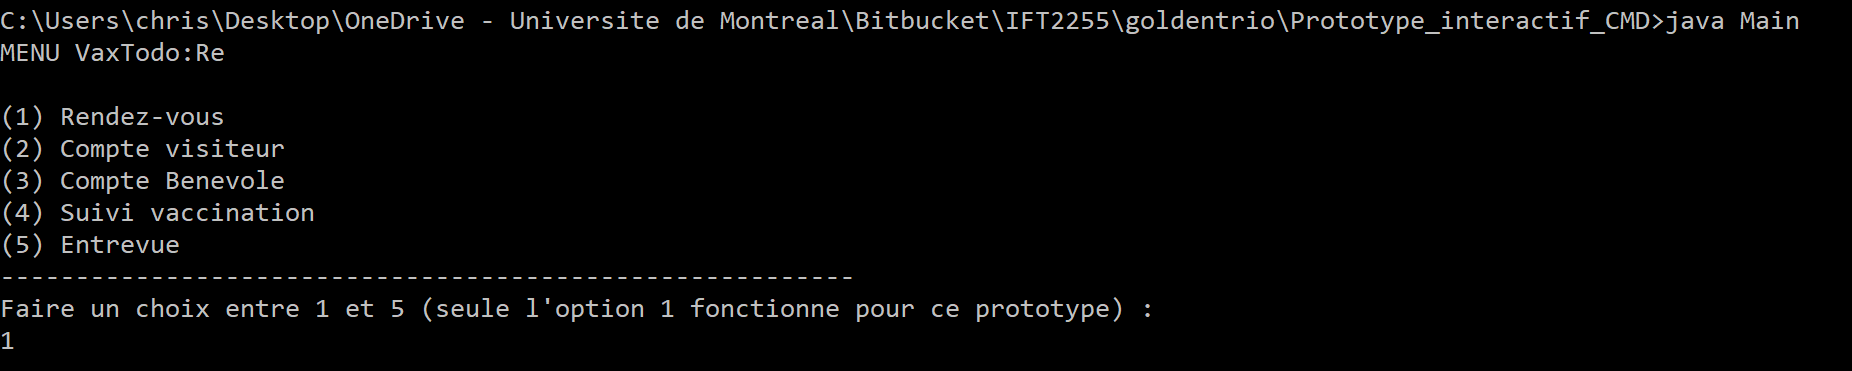 C:\Users\chris\Desktop\OneDrive - Universite de Montreal\Bitbucket\IFT2255\goldentrio\Prototype_interactif_CMD>java Main
MENU VaxTodo:Re
(1) Rendez-vous
(2) Compte visiteur
(3) Compte Benevole
(4) Suivi vaccination
(5) Entrevue
---------------------------------------------------------
Faire un choix entre 1 et 5 (seule l'option 1 fonctionne pour ce prototype) :
1